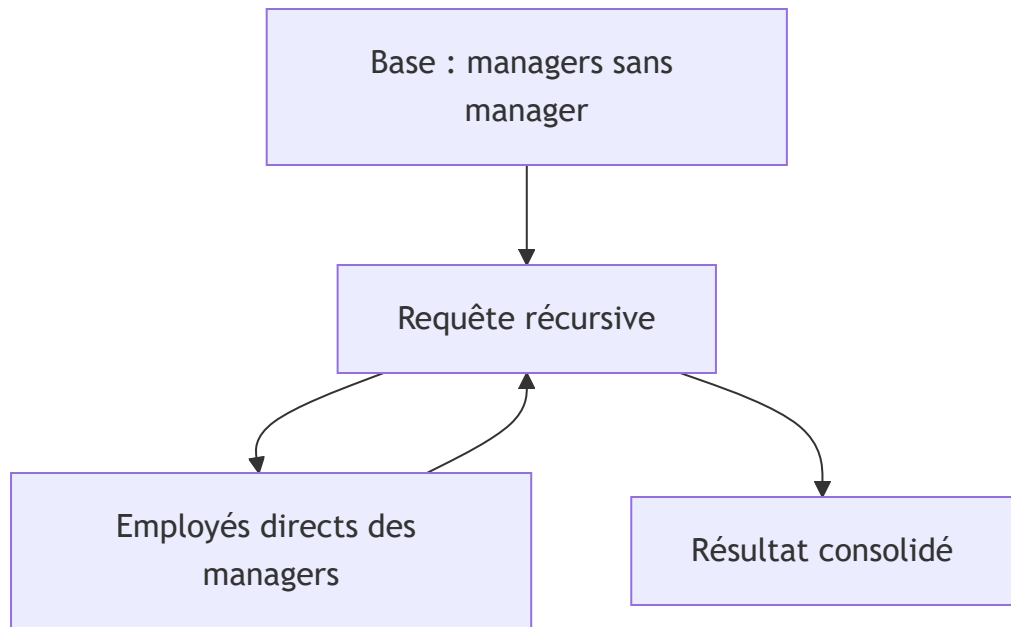 Base : managers sans
manager
Requête récursive
Employés directs des
managers
Résultat consolidé